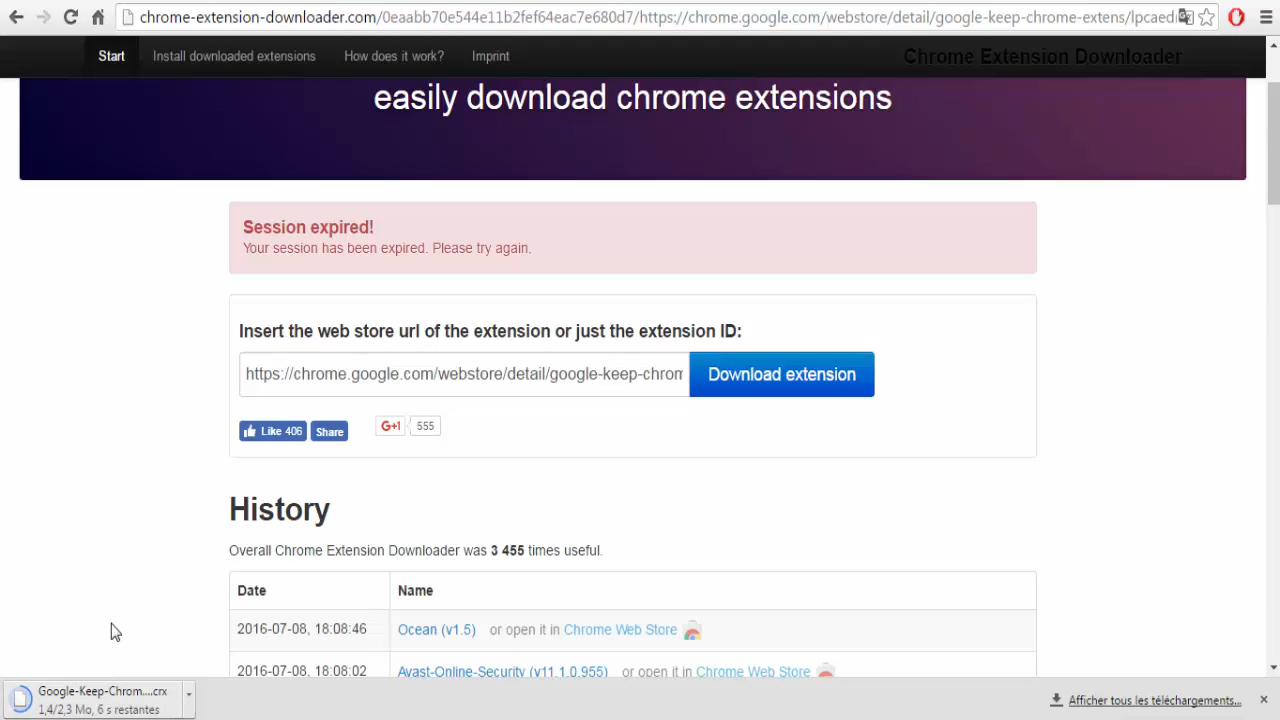 chrome-extension-downloader.com/0eaabb70e544e11b2fef64eac7e680d7/https://chrome.google.com/webstore/detail/google-keep-chrome-extens/lpcaedi
Start Install downloaded extensions How does it work? Imprint Chrome Extension Downloader
easily download chrome extensions
Session expired!
Your session has been expired. Please try again.
Insert the web store url of the extension or just the extension ID:
https://chrome.google.com/webstore/detail/google-keep-chrom Download extension
Like 406 Share G+1 555
History
Overall Chrome Extension Downloader was 3 455 times useful.
Date Name
2016-07-08, 18:08:46 Ocean (v1.5) or open it in Chrome Web Store
2016-07-08, 18:08:02 Avast-Online-Security (v11.1.0.955) or open it in Chrome Web Store
Google-Keep-Chrom....crx
1,4/2,3 Mo, 6 s restantes
Afficher tous les téléchargements...